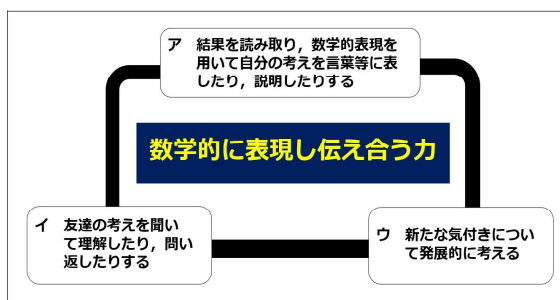 ア 結果を読み取り，数学的表現を
用いて自分の考えを言葉等に表
したり，説明したりする
数学的に表現し伝え合う力
イ 友達の考えを聞い
て理解したり，問い
返したりする
ウ 新たな気付きについ
て発展的に考える